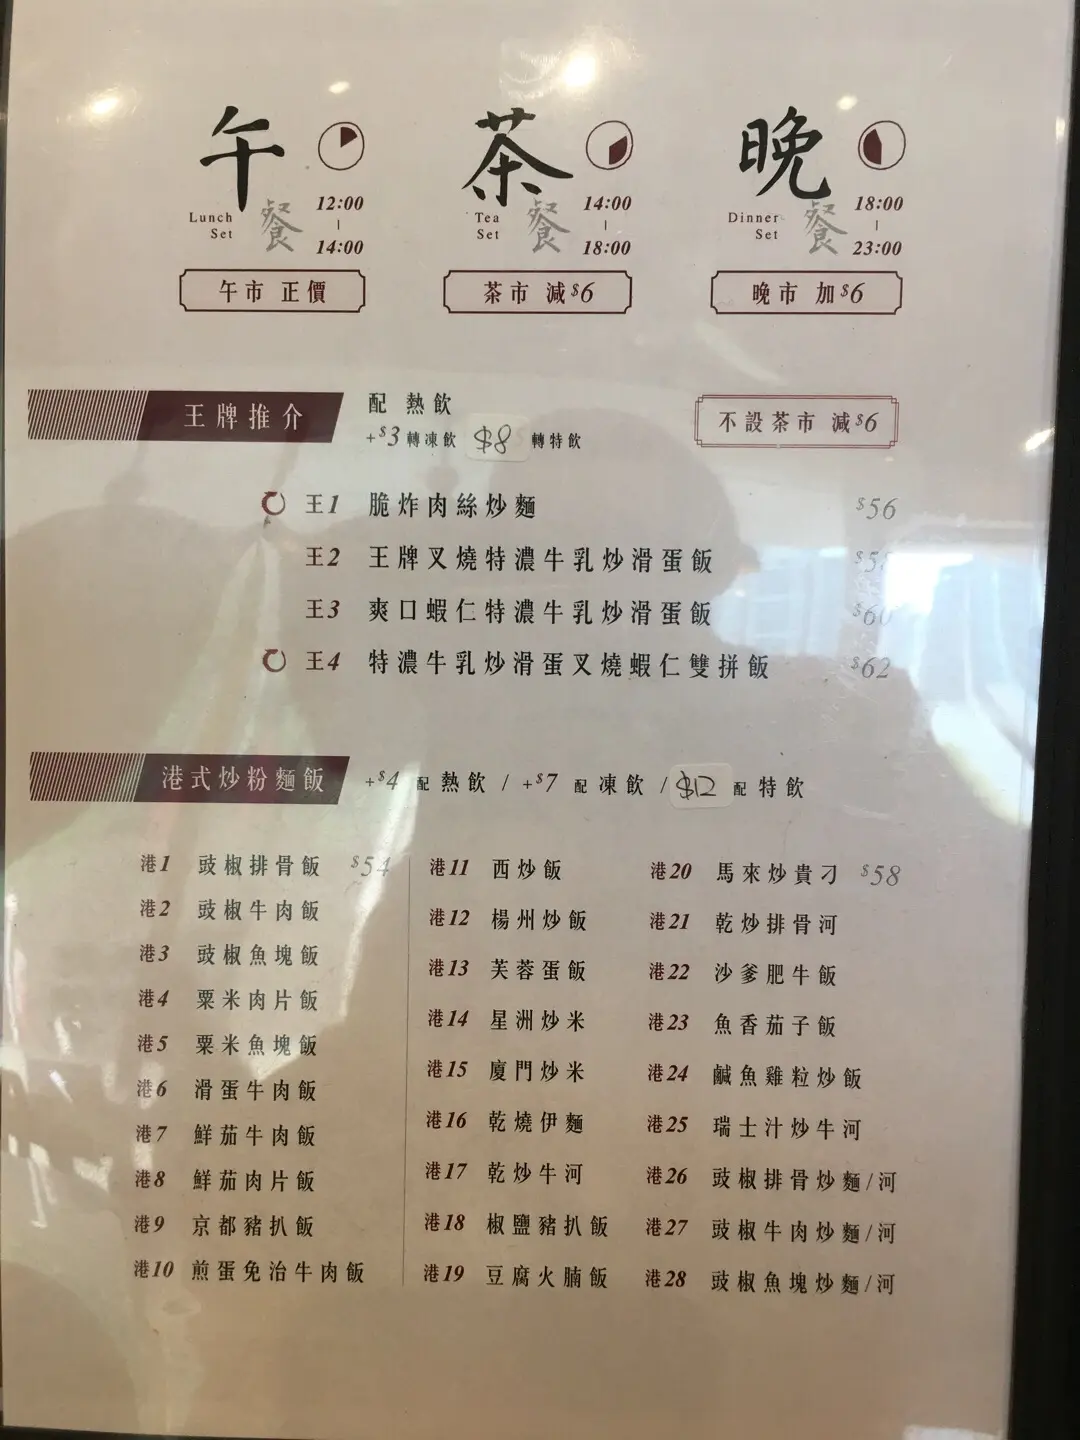 午餐
Lunch Set
12:00 | 14:00
午市 正價
茶餐
Tea Set
14:00 | 18:00
茶市 減$6
晚餐
Dinner Set
18:00 | 23:00
晚市 加$6
王牌推介
配 熱飲
+$3轉凍飲 $8 轉特飲
不設茶市 減$6
王1 脆炸肉絲炒麵 $56
王2 王牌叉燒特濃牛乳炒滑蛋飯
王3 爽口蝦仁特濃牛乳炒滑蛋飯 $60
王4 特濃牛乳炒滑蛋叉燒蝦仁雙拼飯 $62
港式炒粉麵飯
+$4 配 熱飲 / +$7 配 凍飲 / $12 配 特飲
港1 豉椒排骨飯 $54
港2 豉椒牛肉飯
港3 豉椒魚塊飯
港4 粟米肉片飯
港5 粟米魚塊飯
港6 滑蛋牛肉飯
港7 鮮茄牛肉飯
港8 鮮茄肉片飯
港9 京都豬扒飯
港10 煎蛋免治牛肉飯
港11 西炒飯
港12 楊州炒飯
港13 芙蓉蛋飯
港14 星洲炒米
港15 廈門炒米
港16 乾燒伊麵
港17 乾炒牛河
港18 椒鹽豬扒飯
港19 豆腐火腩飯
港20 馬來炒貴刁 $58
港21 乾炒排骨河
港22 沙爹肥牛飯
港23 魚香茄子飯
港24 鹹魚雞粒炒飯
港25 瑞士汁炒牛河
港26 豉椒排骨炒麵/河
港27 豉椒牛肉炒麵/河
港28 豉椒魚塊炒麵/河